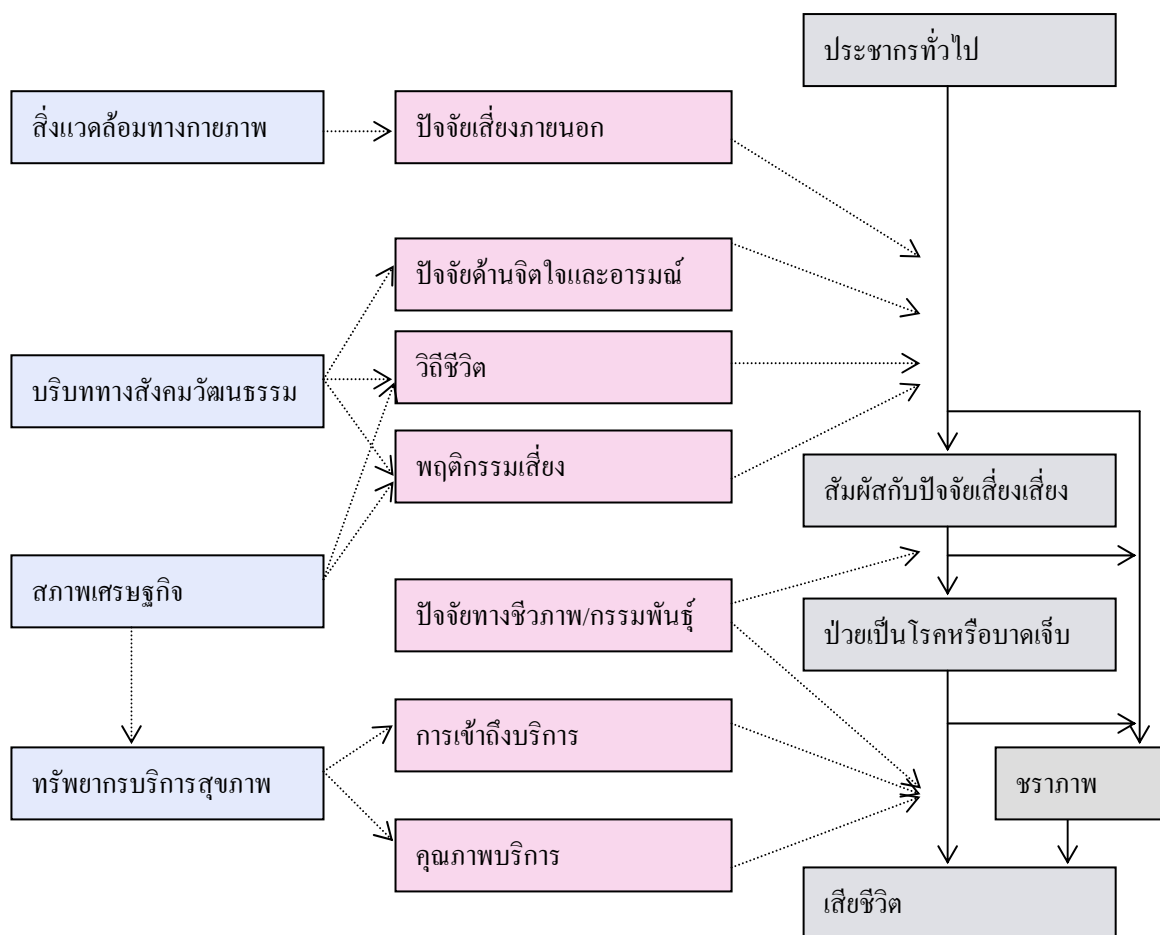 ประชากรทั่วไป
สิ่งแวดล้อมทางกายภาพ
ปัจจัยเสี่ยงภายนอก
ปัจจัยด้านจิตใจและอารมณ์
วิถีชีวิต
บริบททางสังคมวัฒนธรรม
พฤติกรรมเสี่ยง
สัมผัสกับปัจจัยเสี่ยงเสี่ยง
สภาพเศรษฐกิจ
ปัจจัยทางชีวภาพ/กรรมพันธุ์
ป่วยเป็นโรคหรือบาดเจ็บ
การเข้าถึงบริการ
ทรัพยากรบริการสุขภาพ
ชราภาพ
คุณภาพบริการ
เสียชีวิต